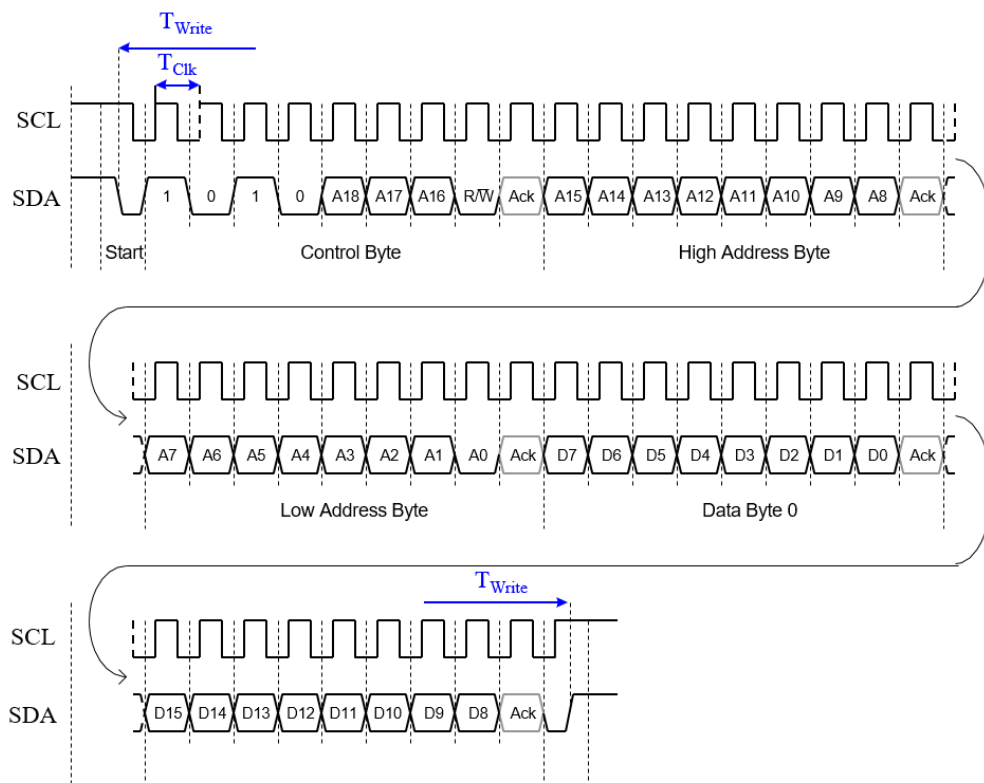 T_Write
T_Clk
SCL
SDA 1 0 1 0 A18 A17 A16 R/W̅ Ack A15 A14 A13 A12 A11 A10 A9 A8 Ack
Start Control Byte High Address Byte
SCL
SDA A7 A6 A5 A4 A3 A2 A1 A0 Ack D7 D6 D5 D4 D3 D2 D1 D0 Ack
Low Address Byte Data Byte 0
T_Write
SCL
SDA D15 D14 D13 D12 D11 D10 D9 D8 Ack